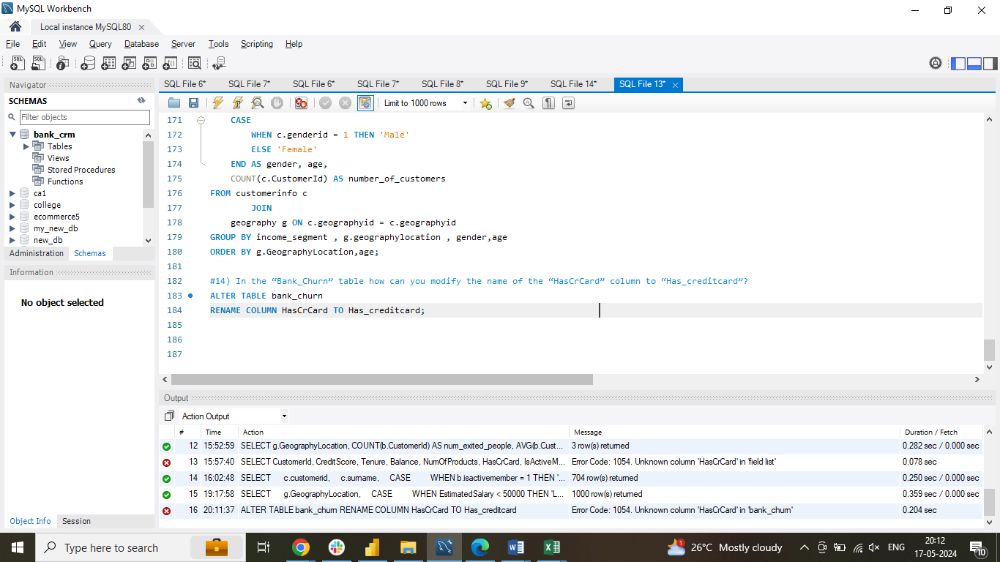 MySQL Workbench
Local instance MySQL80
File Edit View Query Database Server Tools Scripting Help
Navigator
SCHEMAS
Filter objects
bank_crm
Tables
Views
Stored Procedures
Functions
ca1
college
ecommerce5
my_new_db
new_db
Administration Schemas
Information
No object selected
Object Info Session
SQL File 6* SQL File 7* SQL File 6* SQL File 7* SQL File 8* SQL File 9* SQL File 14* SQL File 13*
Limit to 1000 rows
171 CASE
172 WHEN c.genderid = 1 THEN 'Male'
173 ELSE 'Female'
174 END AS gender, age,
175 COUNT(c.CustomerId) AS number_of_customers
176 FROM customerinfo c
177 JOIN
178 geography g ON c.geographyid = c.geographyid
179 GROUP BY income_segment , g.geographylocation , gender,age
180 ORDER BY g.GeographyLocation,age;
181
182 #14) In the “Bank_Churn” table how can you modify the name of the “HasCrCard” column to “Has_creditcard”?
183 ALTER TABLE bank_churn
184 RENAME COLUMN HasCrCard TO Has_creditcard;
185
186
187
Output
Action Output
# Time Action Message Duration / Fetch
12 15:52:59 SELECT g.GeographyLocation, COUNT(b.CustomerId) AS num_exited_people, AVG(b.Cust... 3 row(s) returned 0.282 sec / 0.000 sec
13 15:57:40 SELECT CustomerId, CreditScore, Tenure, Balance, NumOfProducts, HasCrCard, IsActiveM... Error Code: 1054. Unknown column 'HasCrCard' in 'field list' 0.078 sec
14 16:02:48 SELECT c.customerid, c.surname, CASE WHEN b.isactivemember = 1 THEN '... 704 row(s) returned 0.250 sec / 0.000 sec
15 19:17:58 SELECT g.GeographyLocation, CASE WHEN EstimatedSalary < 50000 THEN 'L... 1000 row(s) returned 0.359 sec / 0.000 sec
16 20:11:37 ALTER TABLE bank_churn RENAME COLUMN HasCrCard TO Has_creditcard Error Code: 1054. Unknown column 'HasCrCard' in 'bank_churn' 0.204 sec
Type here to search
26°C Mostly cloudy
ENG
20:12
17-05-2024
10